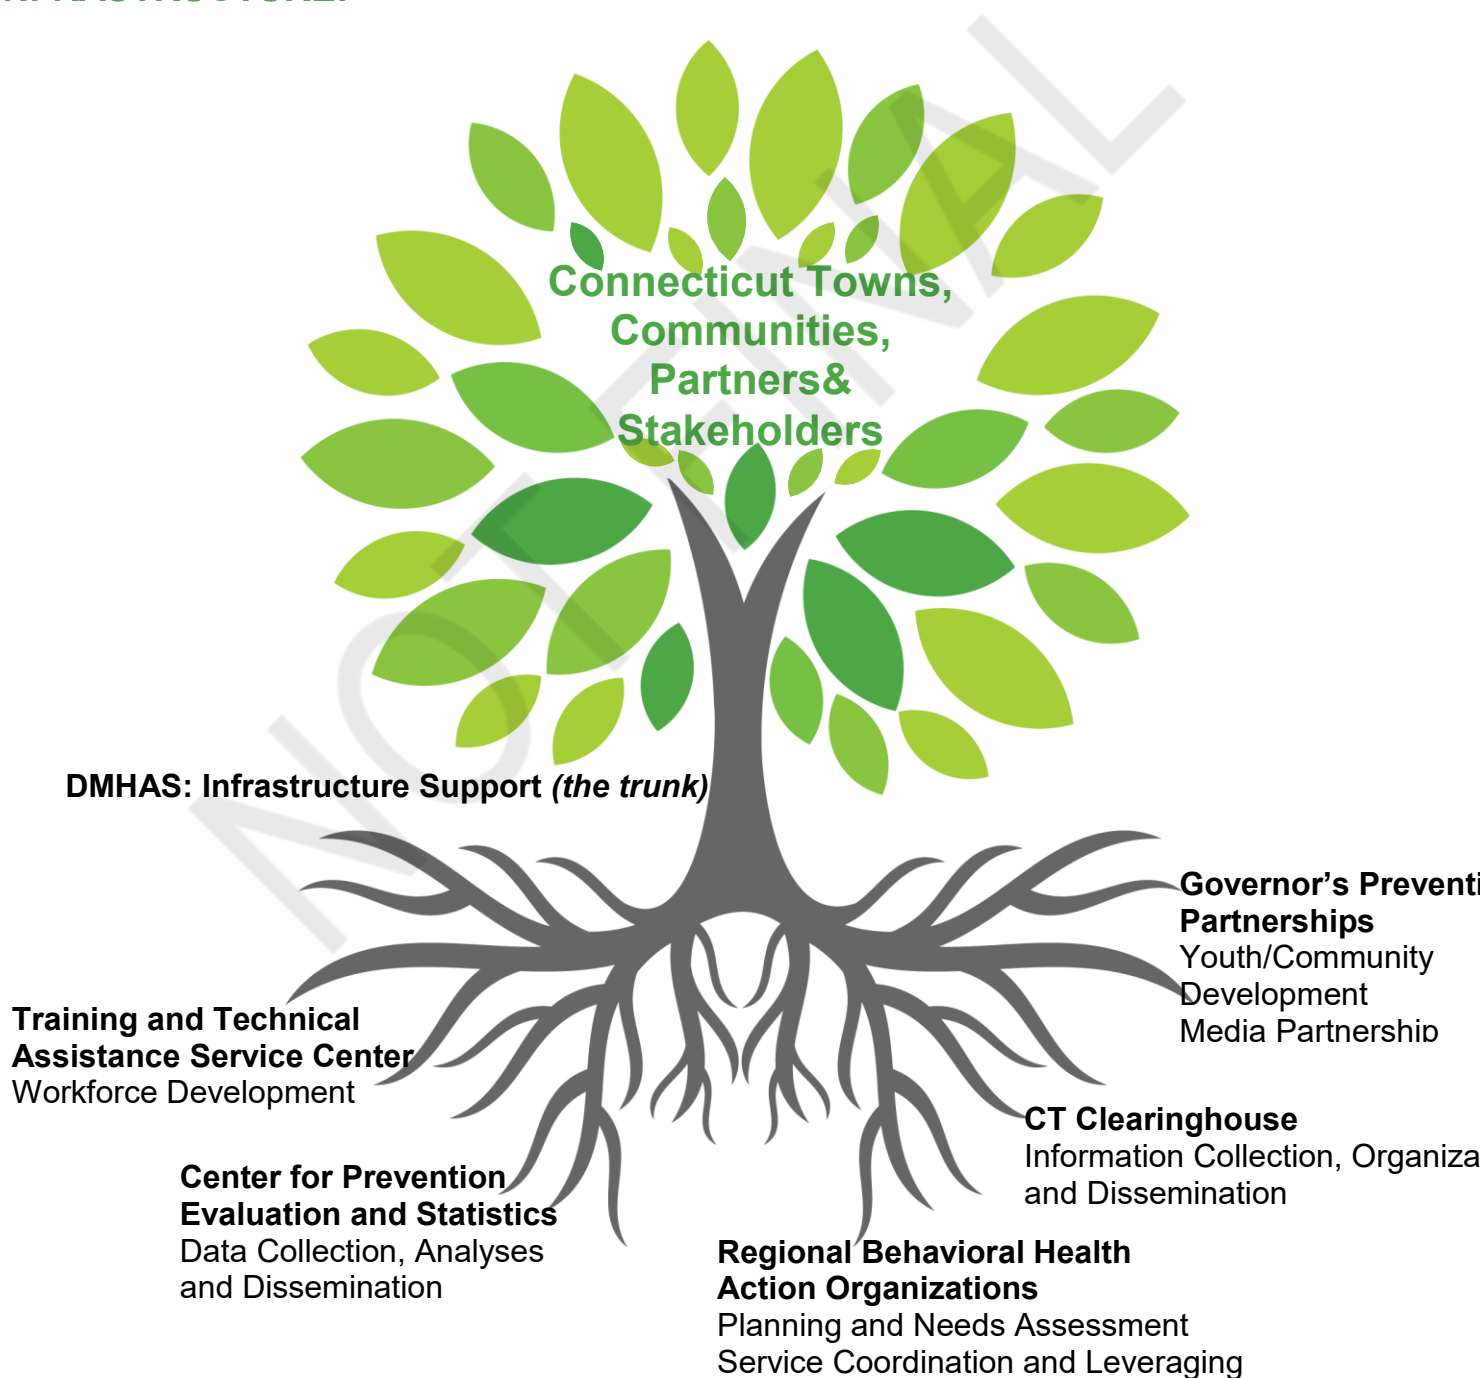 Connecticut Towns,
Communities,
Partners&
Stakeholders
NOT FINAL
DMHAS: Infrastructure Support (the trunk)
Governor's
Partnerships
Youth/Community
Development
Media Partnership
Training and Technical
Assistance Service Center
Workforce Development
CT Clearinghouse
Information Collection,
and Dissemination
Center for Prevention
Evaluation and Statistics
Data Collection, Analyses
and Dissemination
Regional Behavioral Health
Action Organizations
Planning and Needs Assessment
Service Coordination and Leveraging